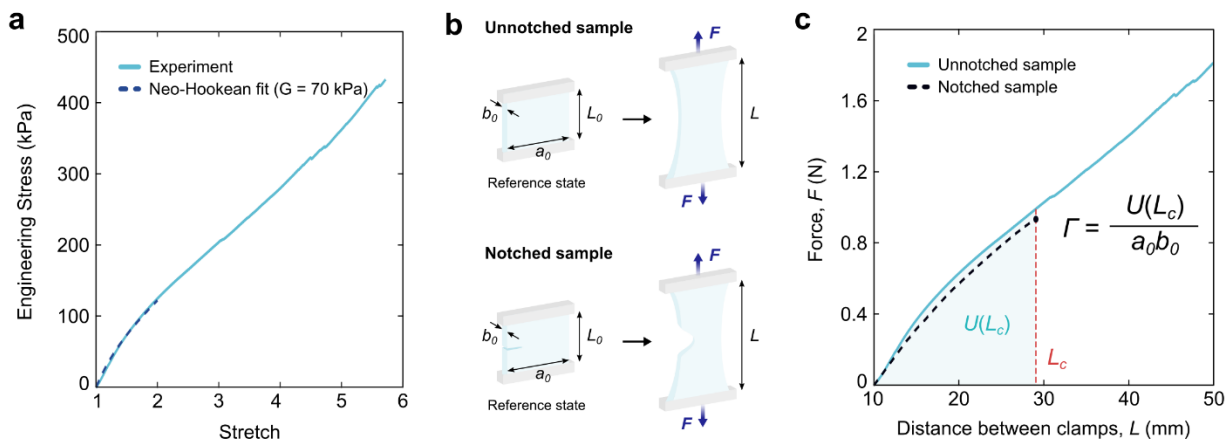 a
500
400
300
200
100
0
Engineering Stress (kPa)
Experiment
Neo-Hookean fit (G = 70 kPa)
1 2 3 4 5 6
Stretch
b
Unnotched sample
F
b0
L0
a0
L
Reference state
F
Notched sample
F
b0
L0
a0
L
Reference state
F
c
2
1.6
1.2
0.8
0.4
0
Force, F (N)
Unnotched sample
Notched sample
Γ = U(Lc) / a0b0
U(Lc)
Lc
10 20 30 40 50
Distance between clamps, L (mm)